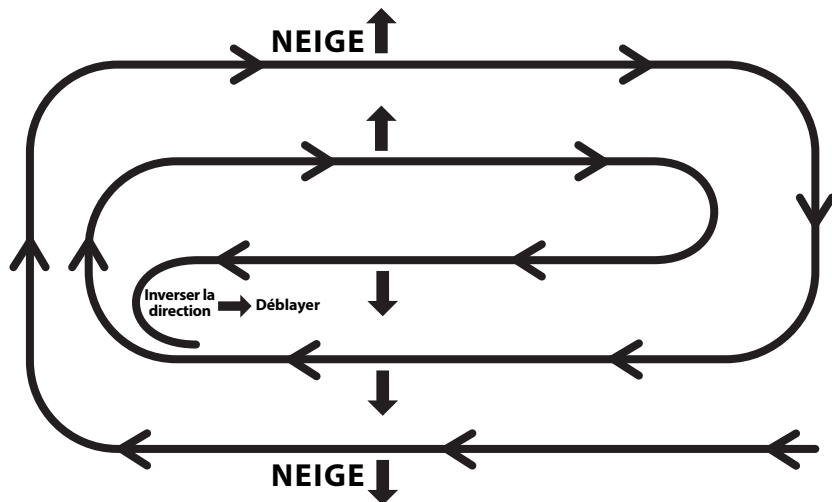 NEIGE
Inverser la
direction
Déblayer
NEIGE